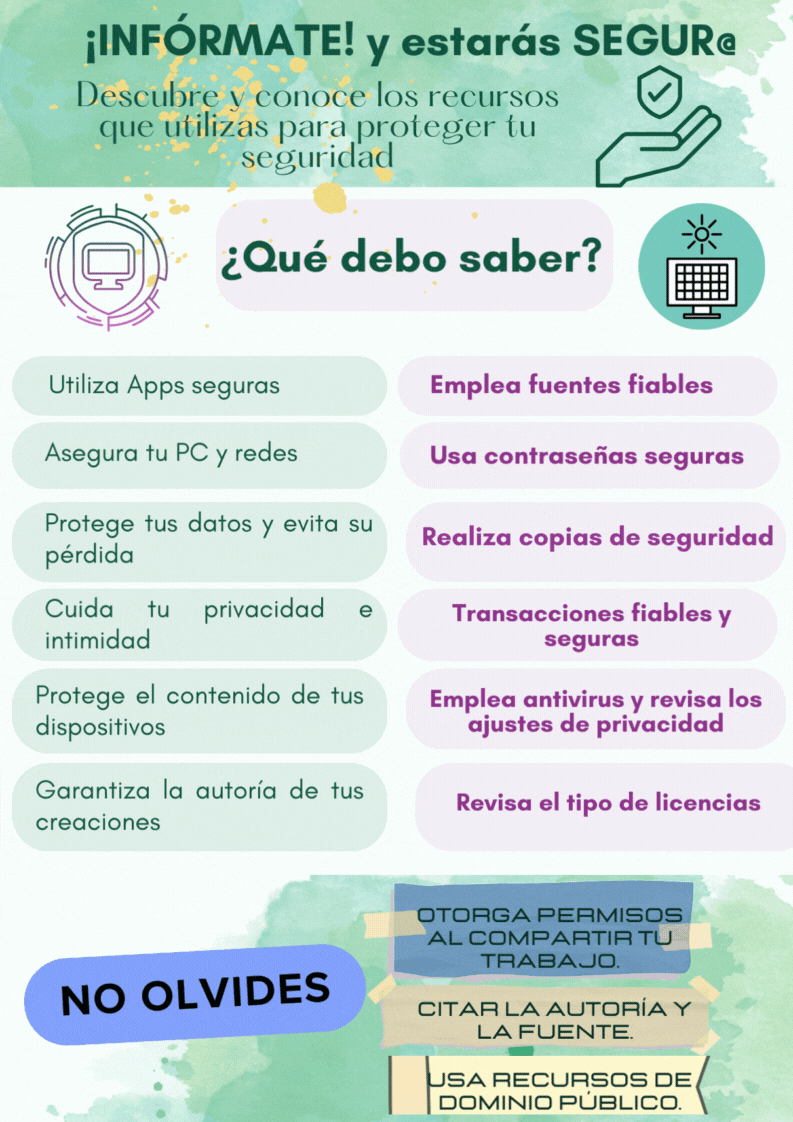 ¡INFÓRMATE! y estarás SEGUR@
Descubre y conoce los recursos
que utilizas para proteger tu
seguridad
¿Qué debo saber?
Utiliza Apps seguras
Emplea fuentes fiables
Asegura tu PC y redes
Usa contraseñas seguras
Protege tus datos y evita su
pérdida
Realiza copias de seguridad
Cuida tu privacidad e
intimidad
Transacciones fiables y
seguras
Protege el contenido de tus
dispositivos
Emplea antivirus y revisa los
ajustes de privacidad
Garantiza la autoría de tus
creaciones
Revisa el tipo de licencias
NO OLVIDES
OTORGA PERMISOS
AL COMPARTIR TU
TRABAJO.
CITAR LA AUTORÍA Y
LA FUENTE.
USA RECURSOS DE
DOMINIO PÚBLICO.